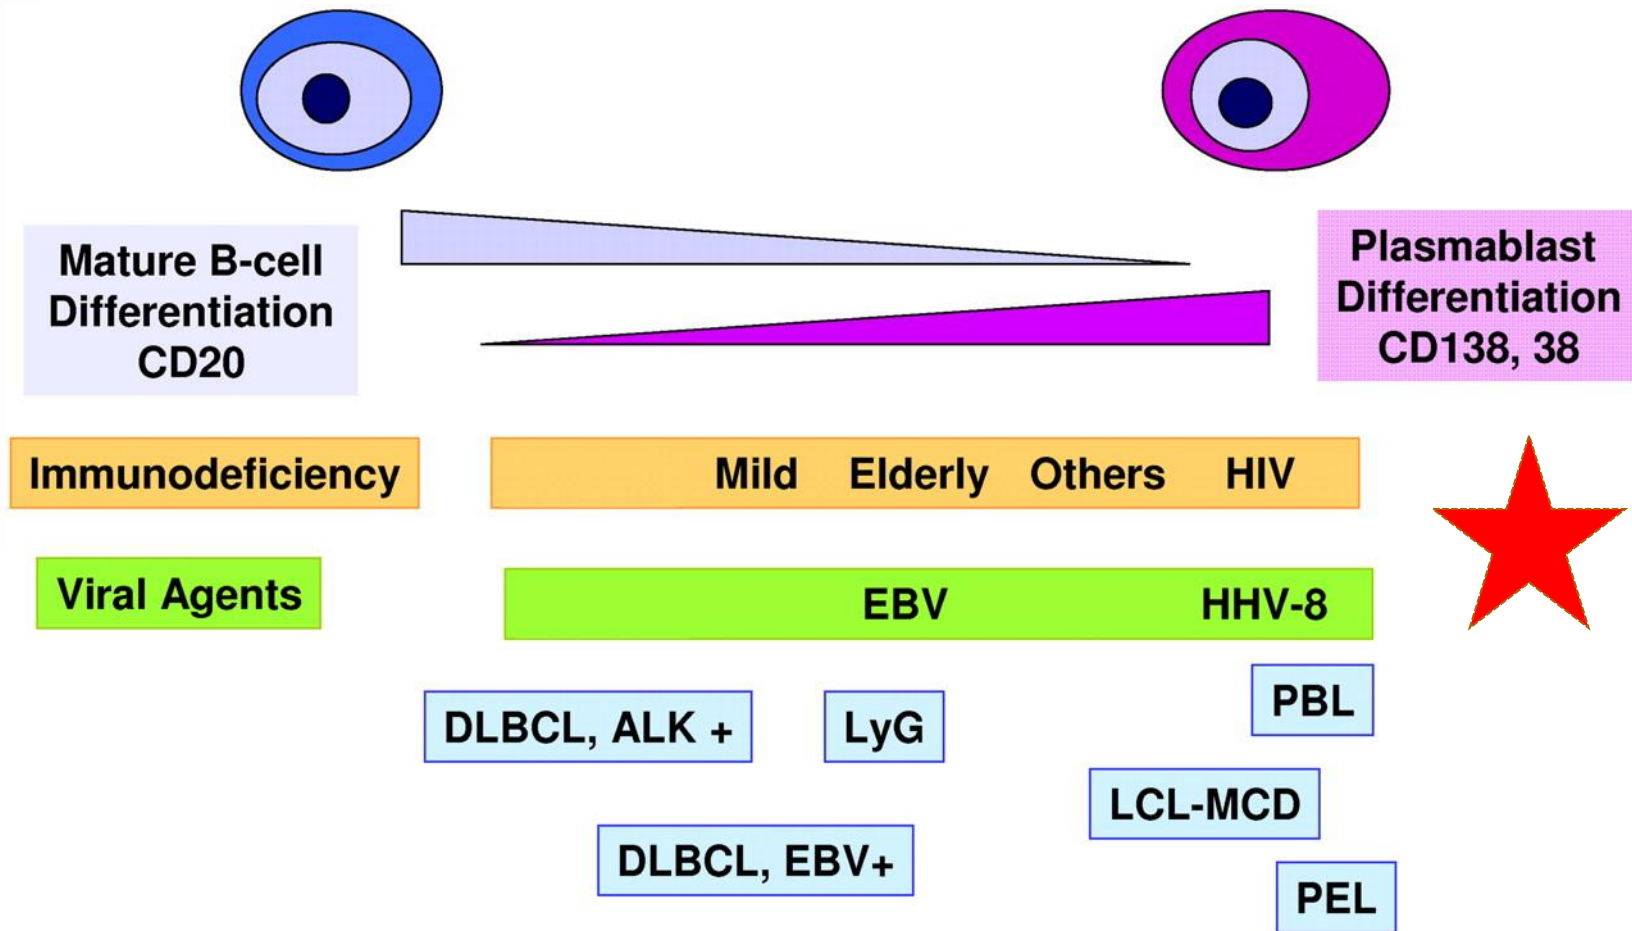 Mature B-cell
Differentiation
CD20
Plasmablast
Differentiation
CD138, 38
Immunodeficiency
Mild Elderly Others HIV
Viral Agents
EBV HHV-8
DLBCL, ALK +
LyG
PBL
LCL-MCD
DLBCL, EBV+
PEL